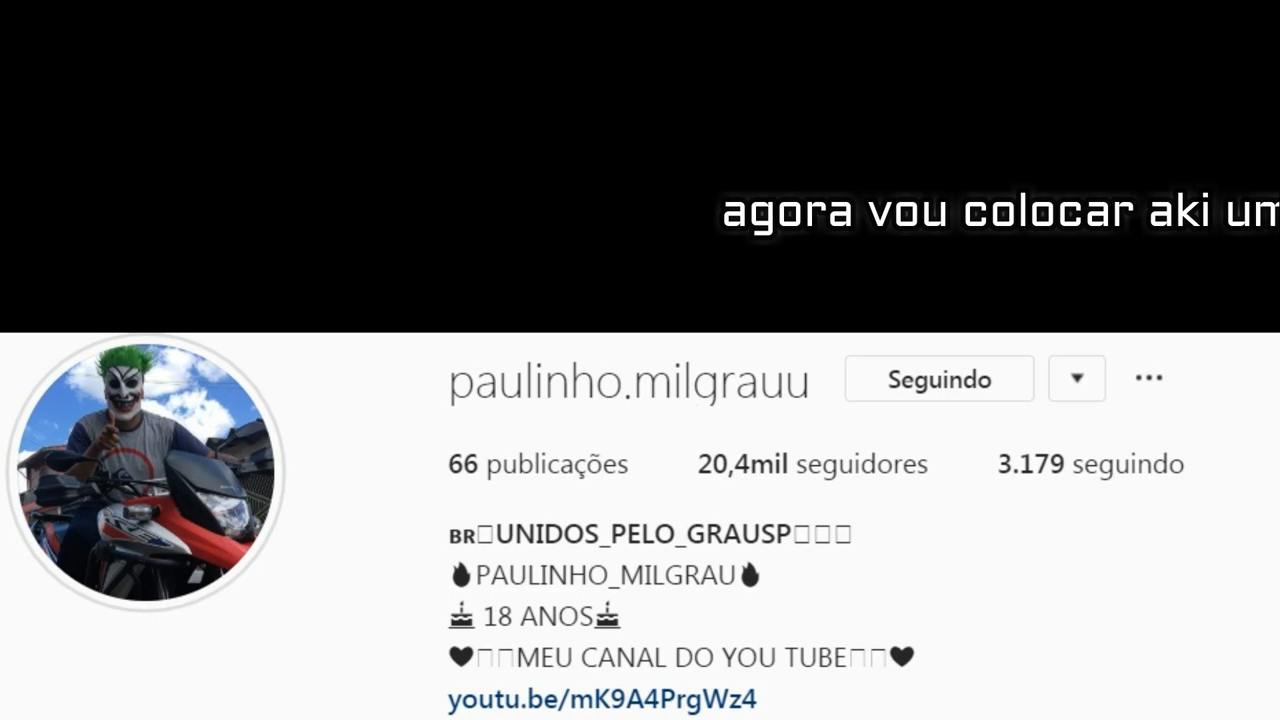 agora vou colocar aki um
paulinho.milgrauu Seguindo
66 publicações 20,4mil seguidores 3.179 seguindo
BR UNIDOS_PELO_GRAUSP
PAULINHO_MILGRAU
18 ANOS
MEU CANAL DO YOU TUBE
youtu.be/mK9A4PrgWz4